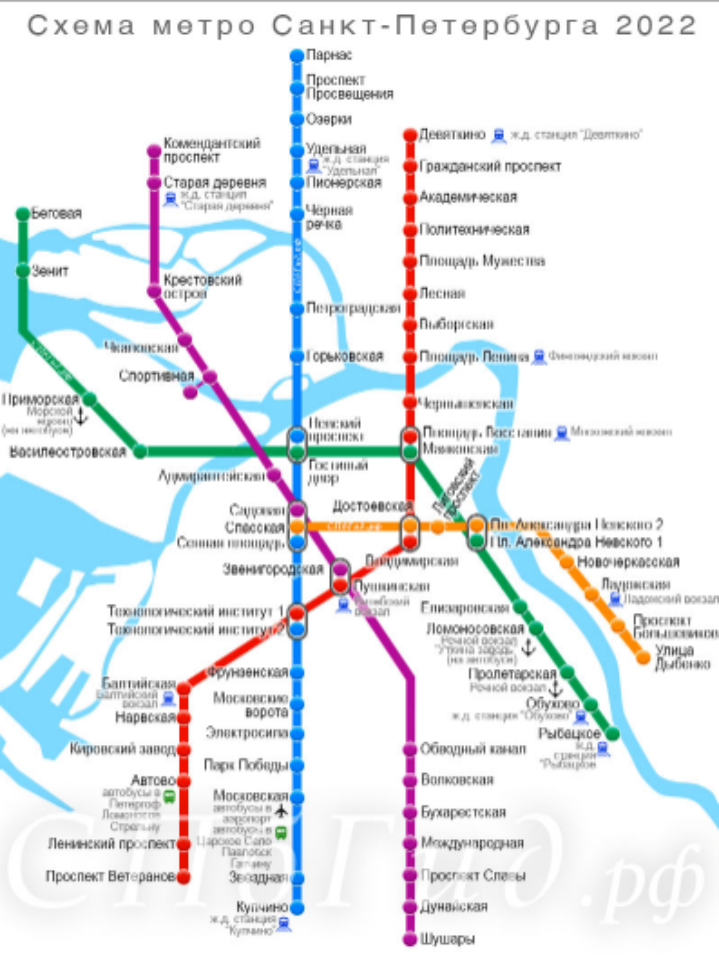 Схема метро Санкт-Петербурга 2022
Парнас
Проспект
Просвещения
Озерки
Удельная
ж.д. станция
"Удельная"
Пионерская
Чёрная
речка
Петроградская
Горьковская
Невский
проспект
Гостиный
двор
Девяткино
ж.д. станция "Девяткино"
Гражданский проспект
Академическая
Политехническая
Площадь Мужества
Лесная
Выборгская
Площадь Ленина
Финляндский вокзал
Чернышевская
Площадь Восстания
Московский вокзал
Маяковская
Комендантский
проспект
Старая деревня
ж.д. станция
"Старая деревня"
Крестовский
остров
Чкаловская
Спортивная
Беговая
Зенит
Приморская
Морской
вокзал
(на автобусе)
Василеостровская
Адмиралтейская
Садовая
Спасская
Сенная площадь
Достоевская
Лиговский
проспект
Пл. Александра Невского 2
Пл. Александра Невского 1
Владимирская
Новочеркасская
Ладожская
Ладожский вокзал
Проспект
Большевиков
Улица
Дыбенко
Звенигородская
Пушкинская
Витебский
вокзал
Технологический институт 1
Технологический институт 2
Елизаровская
Ломоносовская
Речной вокзал
"Уткина заводь"
(на автобусе)
Пролетарская
Речной вокзал
Обухово
ж.д. станция "Обухово"
Рыбацкое
ж.д.
станция
"Рыбацкое
Балтийская
Балтийский
вокзал
Нарвская
Кировский завод
Автово
автобусы в
Петергоф
Ломоносов
Стрельну
Ленинский проспект
Проспект Ветеранов
Фрунзенская
Московские
ворота
Электросила
Парк Победы
Московская
автобусы в
аэропорт
автобусы в
Царское Село
Павловск
Гатчину
Звездная
Купчино
ж.д. станция
"Купчино"
Обводный канал
Волковская
Бухарестская
Международная
Проспект Славы
Дунайская
Шушары
СПбГид.рф